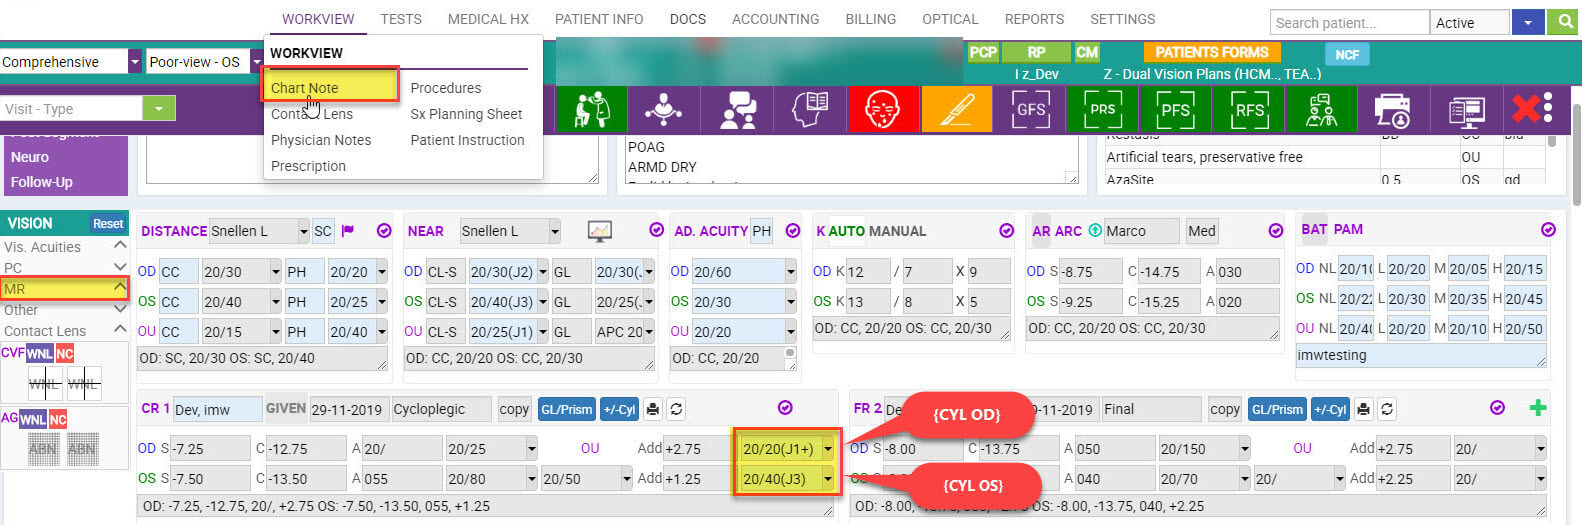 WORKVIEW TESTS MEDICAL HX PATIENT INFO DOCS ACCOUNTING BILLING OPTICAL REPORTS SETTINGS Search patient... Active
WORKVIEW
Chart Note Procedures
Contact Lens Sx Planning Sheet
Physician Notes Patient Instruction
Prescription
Comprehensive Poor-view - OS
PCP RP CM PATIENTS FORMS NCF
I z_Dev Z - Dual Vision Plans (HCM.., TEA..)
Visit - Type
GFS PRS PFS RFS
Neuro
Follow-Up
POAG
ARMD DRY
Artificial tears, preservative free OU
AzaSite 0.5 OS qd
VISION Reset
Vis. Acuities
PC
MR
Other
Contact Lens
CVF WNL NC
WNL WNL
AG WNL NC
ABN ABN
DISTANCE Snellen L SC
OD CC 20/30 PH 20/20
OS CC 20/40 PH 20/25
OU CC 20/15 PH 20/40
OD: SC, 20/30 OS: SC, 20/40
NEAR Snellen L
OD CL-S 20/30(J2) GL 20/30(
OS CL-S 20/40(J3) GL 20/25(
OU CL-S 20/25(J1) GL APC 20
OD: CC, 20/20 OS: CC, 20/30
AD. ACUITY PH
OD 20/60
OS 20/30
OU 20/20
OD: CC, 20/20
K AUTO MANUAL
OD K 12 / 7 X 9
OS K 13 / 8 X 5
OD: CC, 20/20 OS: CC, 20/30
AR ARC Marco Med
OD S -8.75 C -14.75 A 030
OS S -9.25 C -15.25 A 020
OD: CC, 20/20 OS: CC, 20/30
BAT PAM
OD NL 20/10 L 20/20 M 20/05 H 20/15
OS NL 20/22 L 20/30 M 20/35 H 20/45
OU NL 20/40 L 20/20 M 20/10 H 20/50
imwtesting
CR 1 Dev, imw GIVEN 29-11-2019 Cycloplegic copy GL/Prism +/-Cyl
OD S -7.25 C -12.75 A 20/ 20/25 OU Add +2.75 20/20(J1+)
OS S -7.50 C -13.50 A 055 20/80 20/50 Add +1.25 20/40(J3)
OD: -7.25, -12.75, 20/, +2.75 OS: -7.50, -13.50, 055, +1.25
{CYL OD}
{CYL OS}
FR 2 De 9-11-2019 Final copy GL/Prism +/-Cyl
OD S -8.00 C -13.75 A 050 20/150 OU Add +2.75 20/
OS 040 20/70 20/ Add +2.25 20/
OD: -8.00, OS: -8.00, -13.75, 040, +2.25